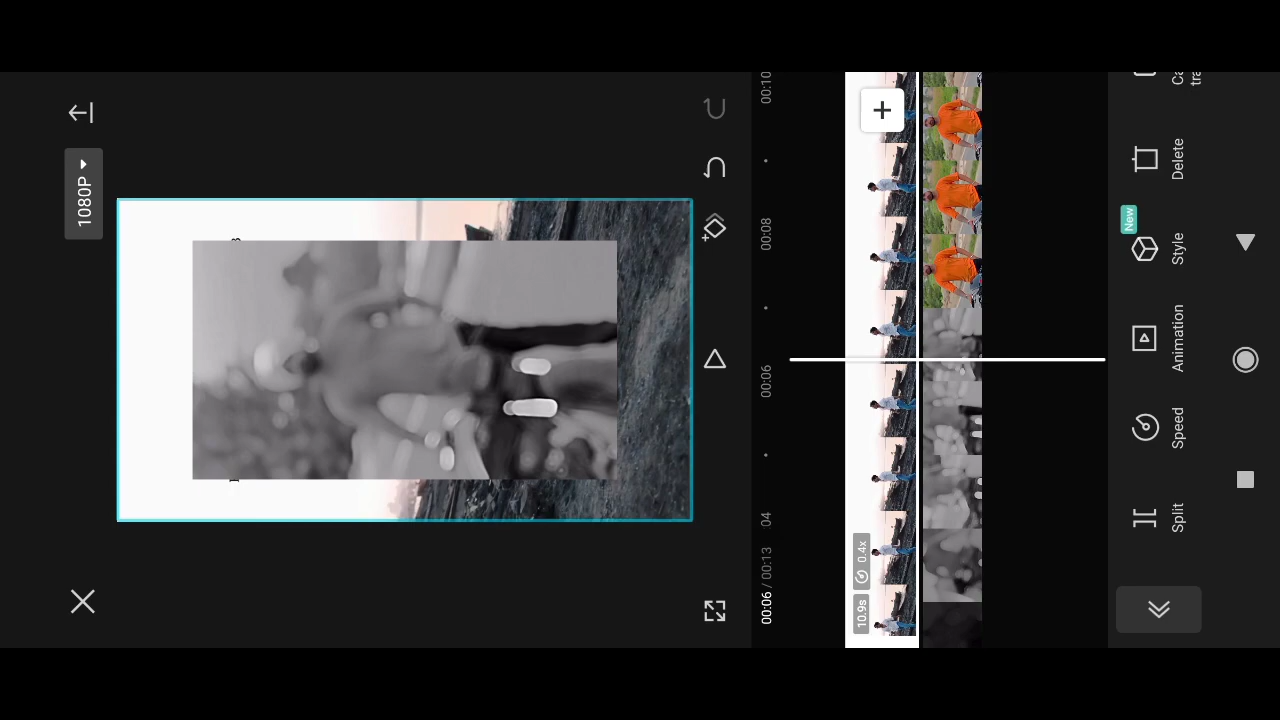 1080P
00:06 / 00:13
04
00:06
00:08
00:10
10.9s
0.4x
Split
Speed
Animation
New
Style
Delete